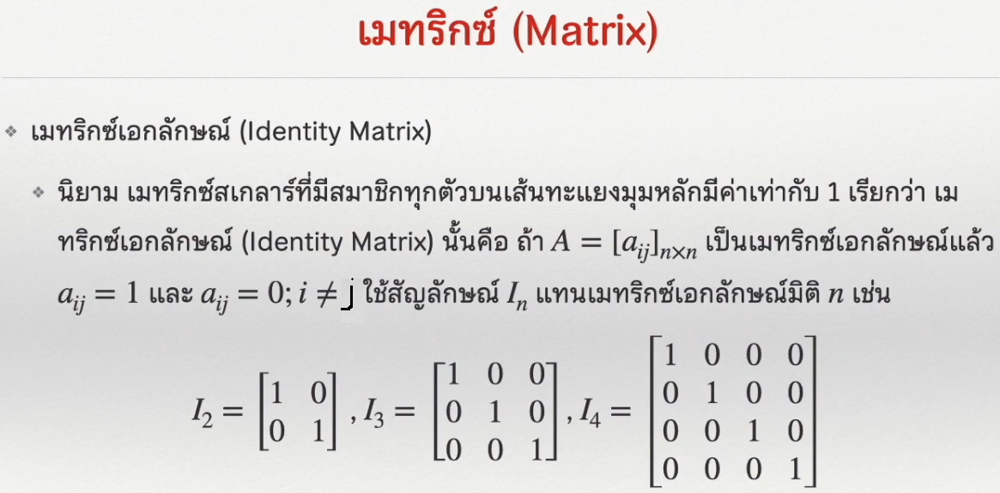 เมทริกซ์ (Matrix)
❖ เมทริกซ์เอกลักษณ์ (Identity Matrix)
❖ นิยาม เมทริกซ์สเกลาร์ที่มีสมาชิกทุกตัวบนเส้นทะแยงมุมหลักมีค่าเท่ากับ 1 เรียกว่า เม
ทริกซ์เอกลักษณ์ (Identity Matrix) นั้นคือ ถ้า $A = [a_{ij}]_{n \times n}$ เป็นเมทริกซ์เอกลักษณ์แล้ว
$a_{ij} = 1$ และ $a_{ij} = 0; i \neq j$ ใช้สัญลักษณ์ $I_n$ แทนเมทริกซ์เอกลักษณ์มิติ $n$ เช่น
$I_2 = \begin{bmatrix} 1 & 0 \\ 0 & 1 \end{bmatrix}, I_3 = \begin{bmatrix} 1 & 0 & 0 \\ 0 & 1 & 0 \\ 0 & 0 & 1 \end{bmatrix}, I_4 = \begin{bmatrix} 1 & 0 & 0 & 0 \\ 0 & 1 & 0 & 0 \\ 0 & 0 & 1 & 0 \\ 0 & 0 & 0 & 1 \end{bmatrix}$